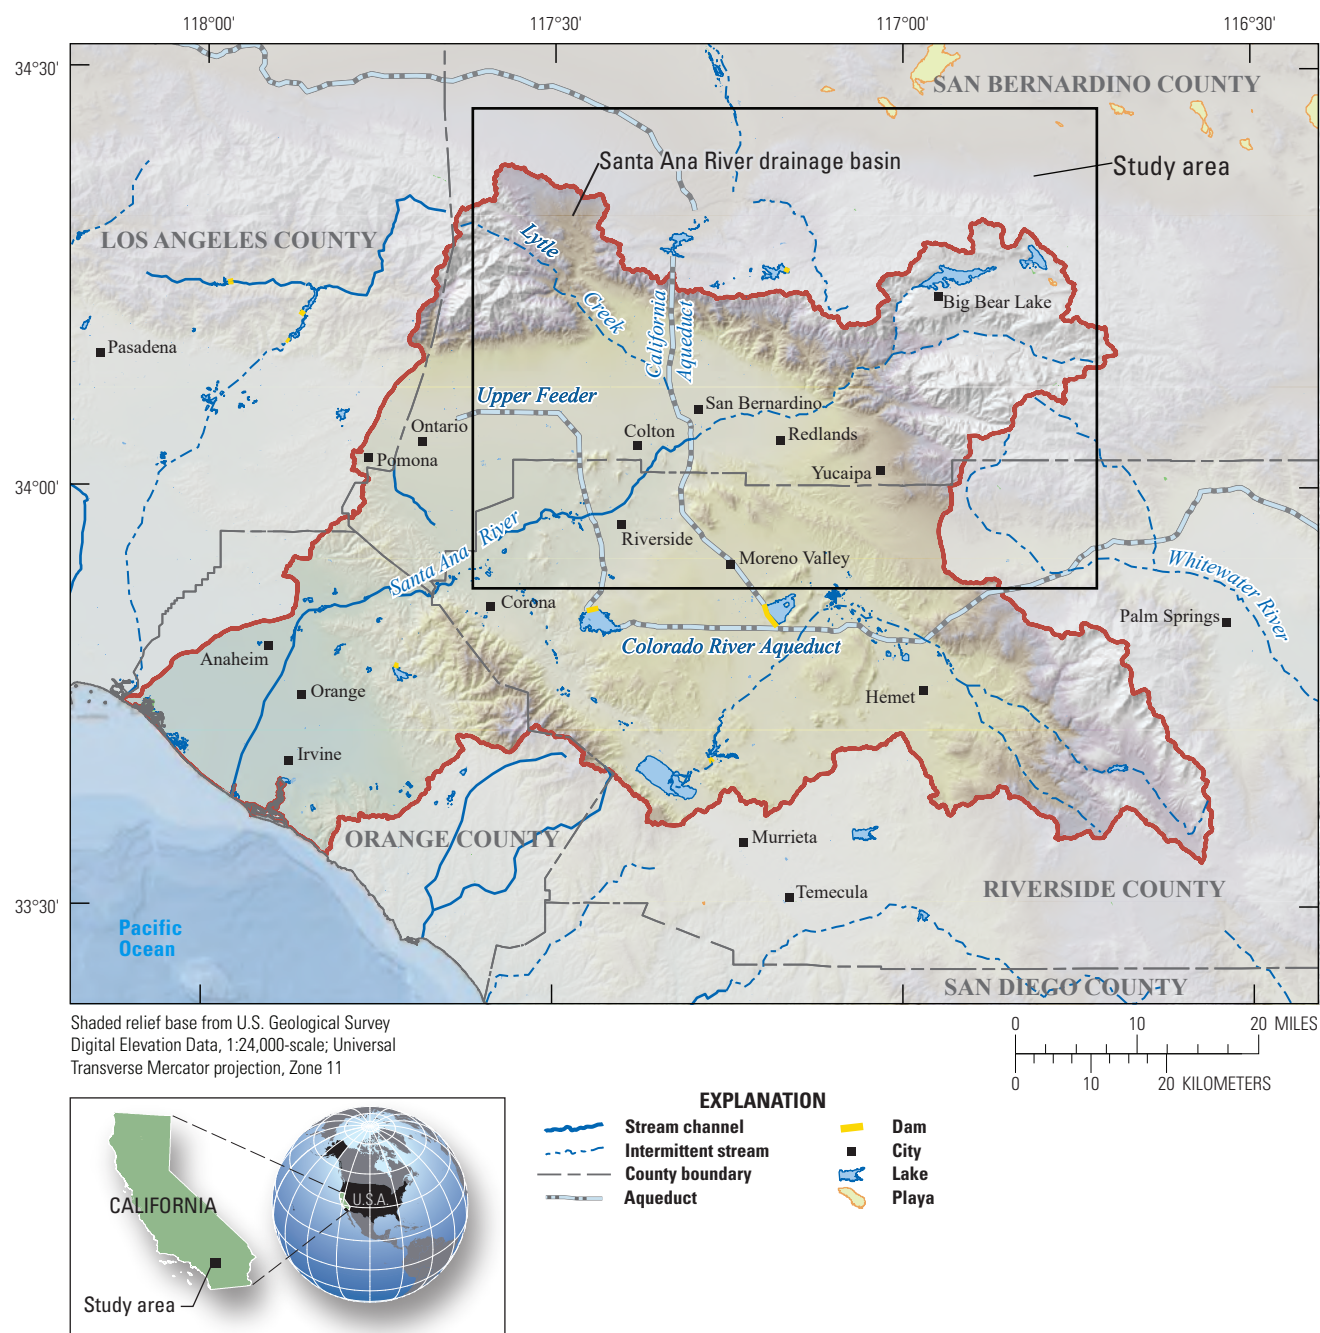 118°00'
117°30'
117°00'
116°30'
34°30'
SAN BERNARDINO COUNTY
Santa Ana River drainage basin
Study area
LOS ANGELES COUNTY
Lytle
Creek
California
Aqueduct
Big Bear Lake
Pasadena
Upper Feeder
San Bernardino
Ontario
Colton
Redlands
Pomona
Yucaipa
34°00'
Santa Ana River
Riverside
Moreno Valley
Whitewater River
Corona
Palm Springs
Colorado River Aqueduct
Anaheim
Orange
Hemet
Irvine
ORANGE COUNTY
Murrieta
RIVERSIDE COUNTY
Temecula
33°30'
Pacific
Ocean
SAN DIEGO COUNTY
Shaded relief base from U.S. Geological Survey
Digital Elevation Data, 1:24,000-scale; Universal
Transverse Mercator projection, Zone 11
0 10 20 MILES
0 10 20 KILOMETERS
EXPLANATION
Stream channel
Intermittent stream
County boundary
Aqueduct
Dam
City
Lake
Playa
CALIFORNIA
U.S.A.
Study area